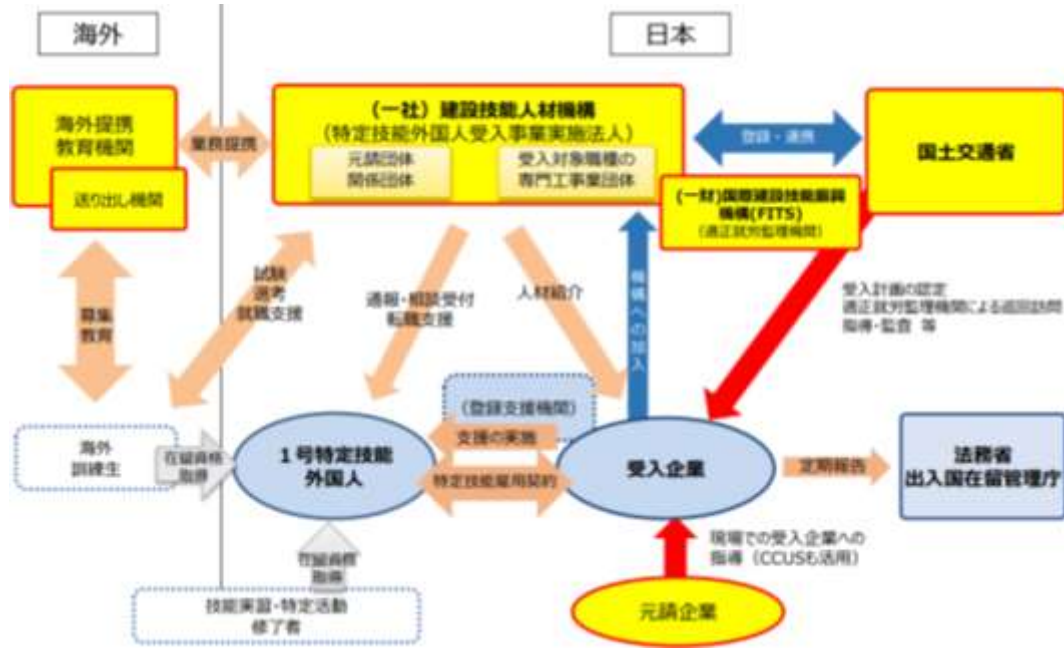 海外
日本
海外提携
教育機関
送り出し機関
業務提携
(一社)建設技能人材機構
(特定技能外国人受入事業実施法人)
元請団体
関係団体
受入対象職種の
専門工事業団体
登録・連携
国土交通省
(一財)国際建設技能振興
機構(FITS)
(適正就労監理機関)
募集
教育
試験
選考
就職支援
通報・相談受付
転職支援
人材紹介
機構への加入
受入計画の認定
適正就労監理機関による巡回訪問
指導・監査 等
海外
訓練生
在留資格
1号特定技能
外国人
(登録支援機関)
支援の実施
特定技能雇用契約
受入企業
定期報告
法務省
出入国在留管理庁
在留資格
技能実習・特定活動
修了者
現場での受入企業への
指導(CCUSも活用)
元請企業